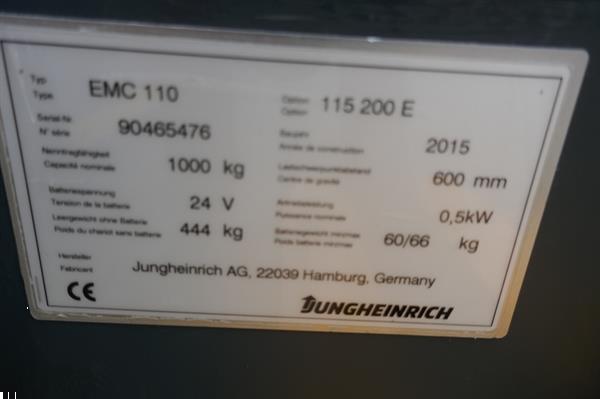 Typ
Type
EMC 110
Option
Option
115 200 E
Serial-Nr.
N° série
90465476
Baujahr
Année de construction
2015
Nenntragfähigkeit
Capacité nominale
1000 kg
Lastschwerpunktabstand
Centre de gravité
600 mm
Batteriespannung
Tension de la batterie
24 V
Antriebsleistung
Puissance nominale
0,5kW
Leergewicht ohne Batterie
Poids du chariot sans batterie
444 kg
Batteriegewicht min/max
Poids batterie min/max
60/66 kg
Hersteller
Fabricant
Jungheinrich AG, 22039 Hamburg, Germany
CE
JUNGHEINRICH